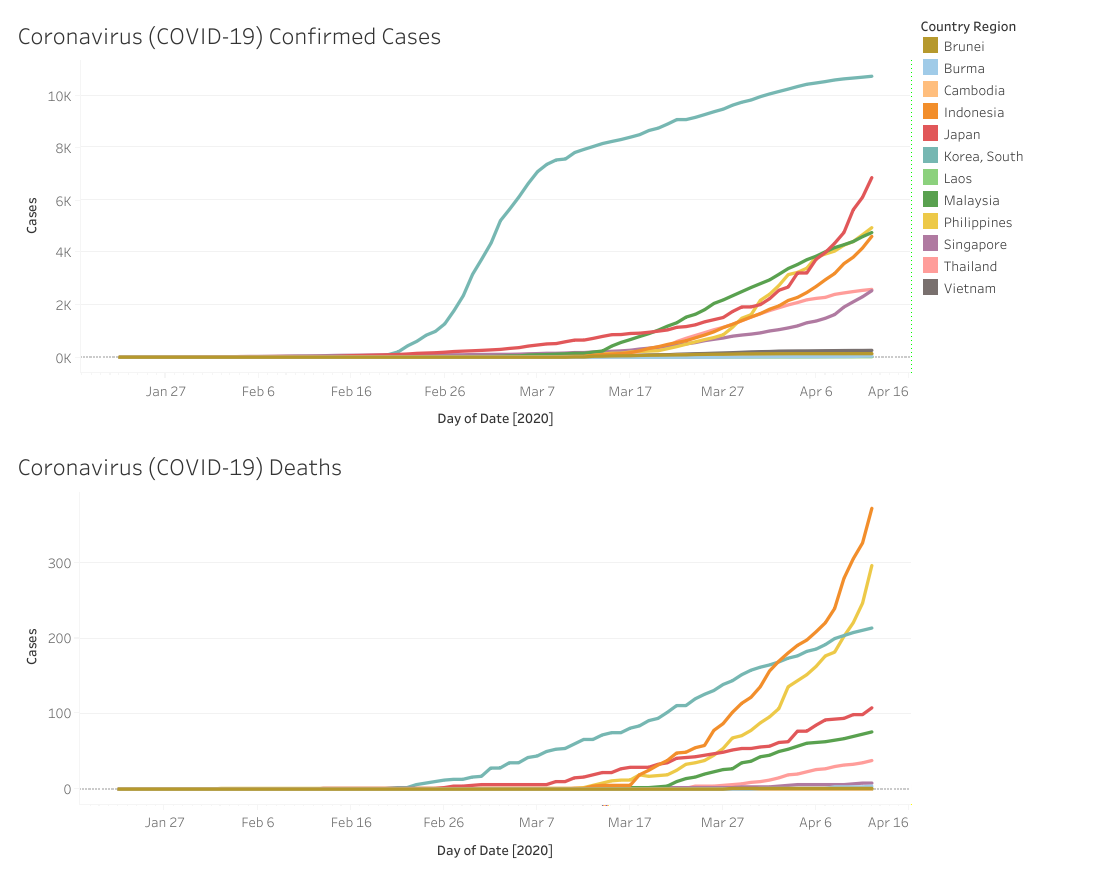 Coronavirus (COVID-19) Confirmed Cases
Country Region
Brunei
Burma
Cambodia
Indonesia
Japan
Korea, South
Laos
Malaysia
Philippines
Singapore
Thailand
Vietnam
10K
8K
6K
4K
2K
0K
Cases
Jan 27 Feb 6 Feb 16 Feb 26 Mar 7 Mar 17 Mar 27 Apr 6 Apr 16
Day of Date [2020]
Coronavirus (COVID-19) Deaths
300
200
100
0
Cases
Jan 27 Feb 6 Feb 16 Feb 26 Mar 7 Mar 17 Mar 27 Apr 6 Apr 16
Day of Date [2020]